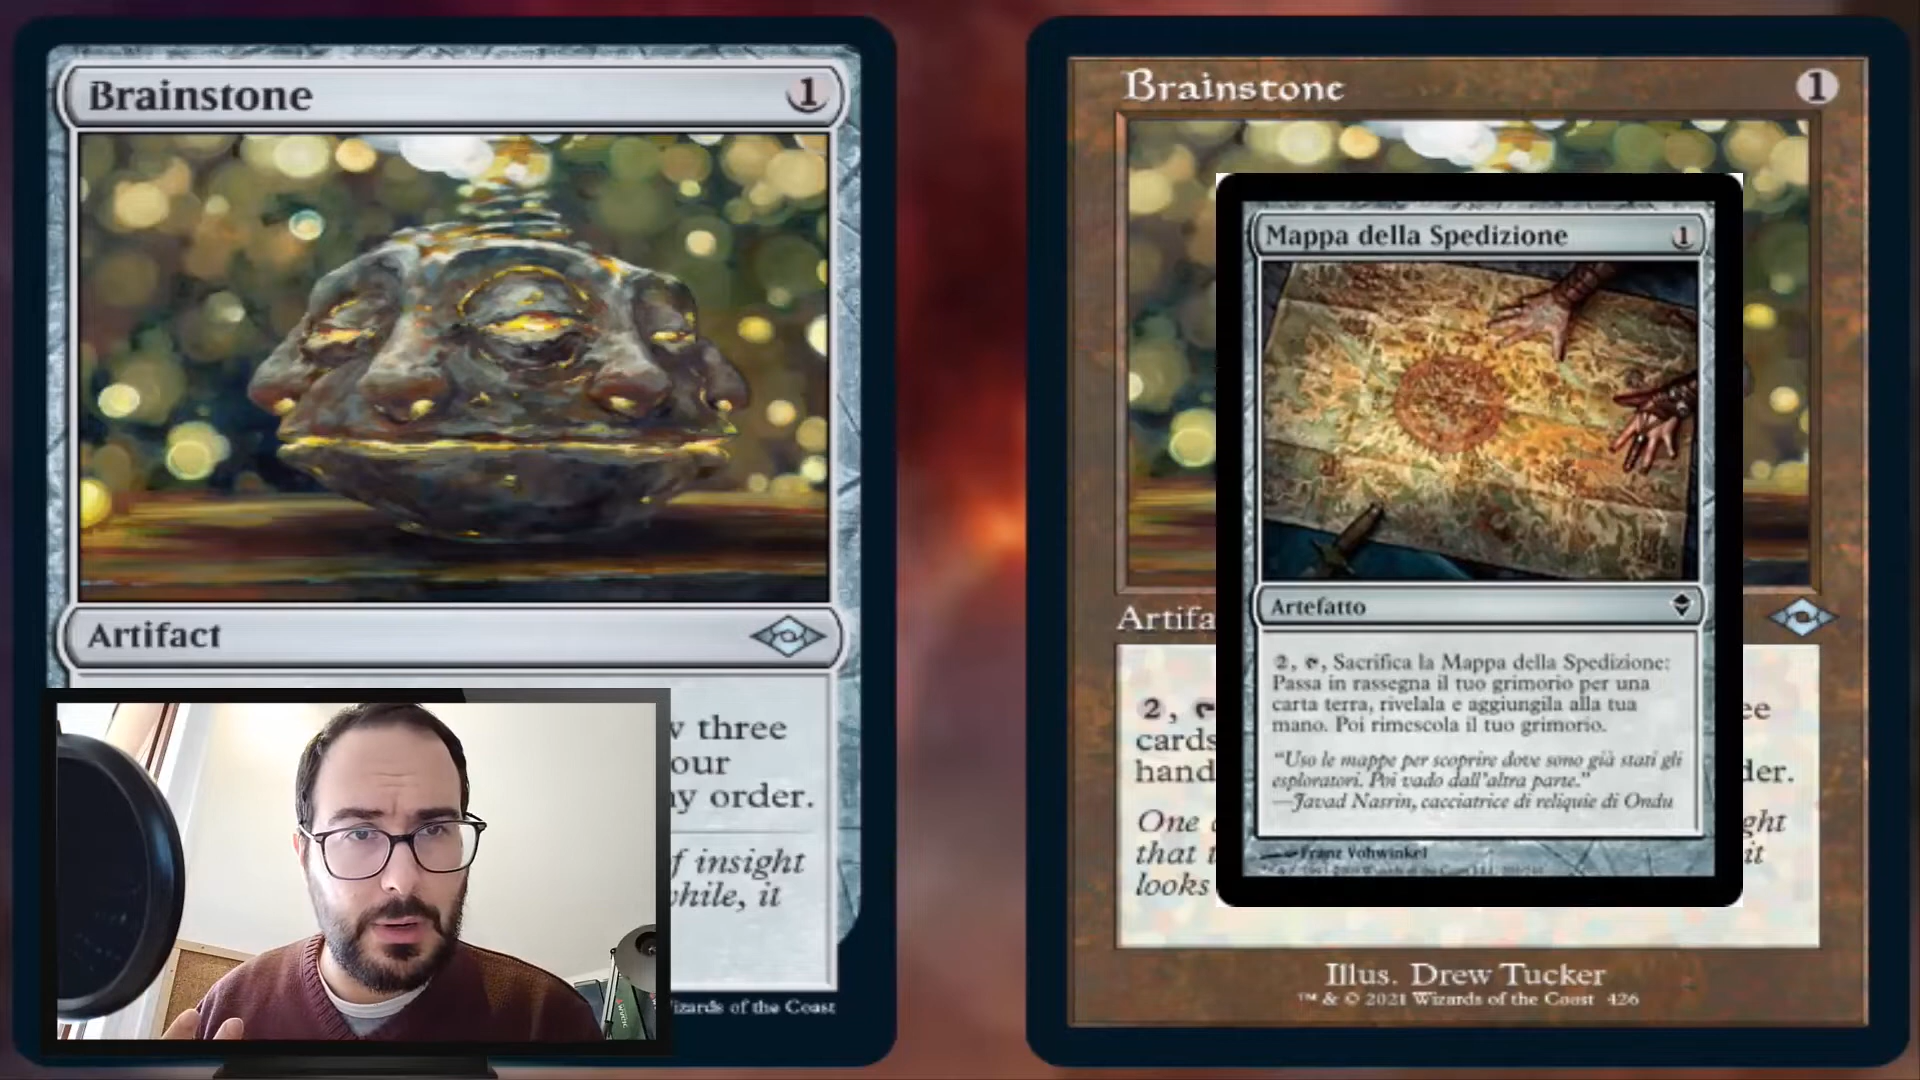 Brainstone
1
Artifact
w three
our
ny order.
f insight
while, it
Wizards of the Coast
Brainstone
1
Artifa
2,
cards
hand
ee
der.
One
that
looks
ght
it
Illus. Drew Tucker
™ & © 2021 Wizards of the Coast 426
Mappa della Spedizione
1
Artefatto
2, , Sacrifica la Mappa della Spedizione:
Passa in rassegna il tuo grimorio per una
carta terra, rivelala e aggiungila alla tua
mano. Poi rimescola il tuo grimorio.
"Uso le mappe per scoprire dove sono già stati gli
esploratori. Poi vado dall'altra parte."
—Javad Nasrin, cacciatrice di reliquie di Ondu
Franz Vohwinkel